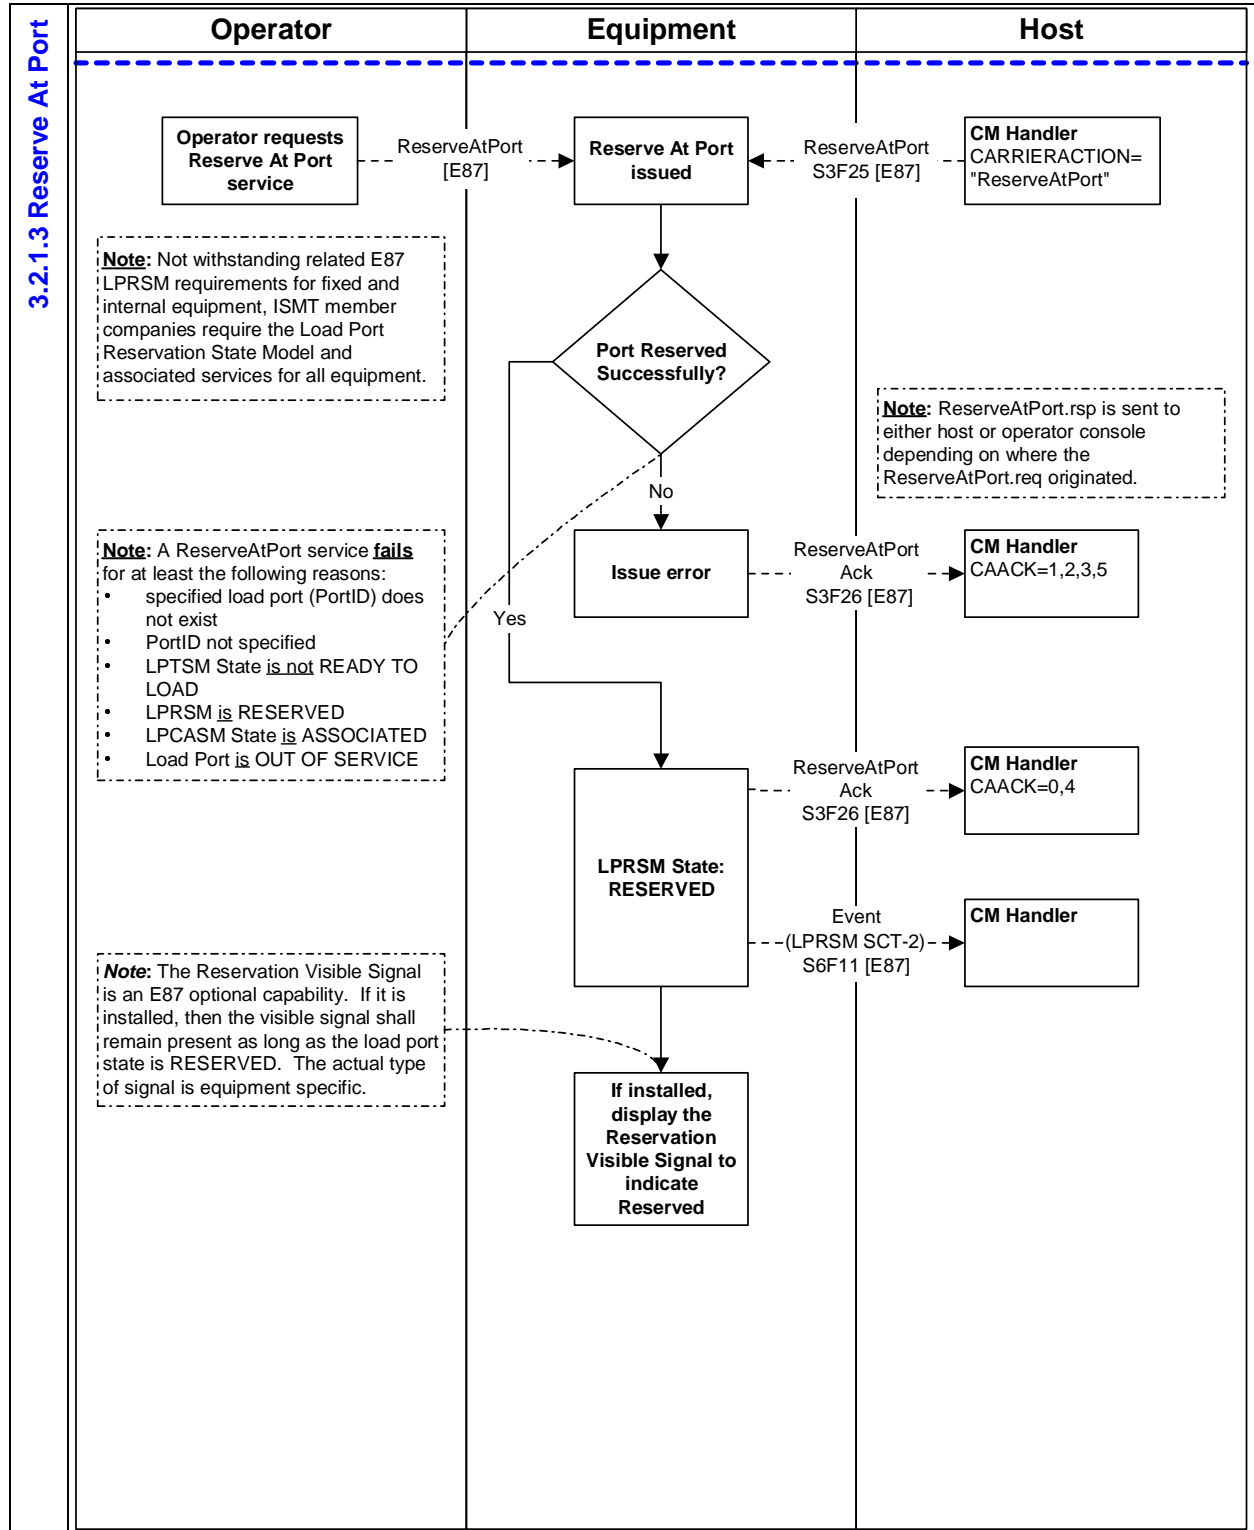 3.2.1.3 Reserve At Port
Operator
Equipment
Host
Operator requests
Reserve At Port
service
ReserveAtPort
[E87]
Reserve At Port
issued
ReserveAtPort
S3F25 [E87]
CM Handler
CARRIERACTION=
"ReserveAtPort"
Note: Not withstanding related E87
LPRSM requirements for fixed and
internal equipment, ISMT member
companies require the Load Port
Reservation State Model and
associated services for all equipment.
Port Reserved
Successfully?
Note: ReserveAtPort.rsp is sent to
either host or operator console
depending on where the
ReserveAtPort.req originated.
No
Note: A ReserveAtPort service fails
for at least the following reasons:
• specified load port (PortID) does
not exist
• PortID not specified
• LPTSM State is not READY TO
LOAD
• LPRSM is RESERVED
• LPCASM State is ASSOCIATED
• Load Port is OUT OF SERVICE
Issue error
ReserveAtPort
Ack
S3F26 [E87]
CM Handler
CAACK=1,2,3,5
Yes
LPRSM State:
RESERVED
ReserveAtPort
Ack
S3F26 [E87]
CM Handler
CAACK=0,4
Event
(LPRSM SCT-2)
S6F11 [E87]
CM Handler
Note: The Reservation Visible Signal
is an E87 optional capability.  If it is
installed, then the visible signal shall
remain present as long as the load port
state is RESERVED.  The actual type
of signal is equipment specific.
If installed,
display the
Reservation
Visible Signal to
indicate
Reserved